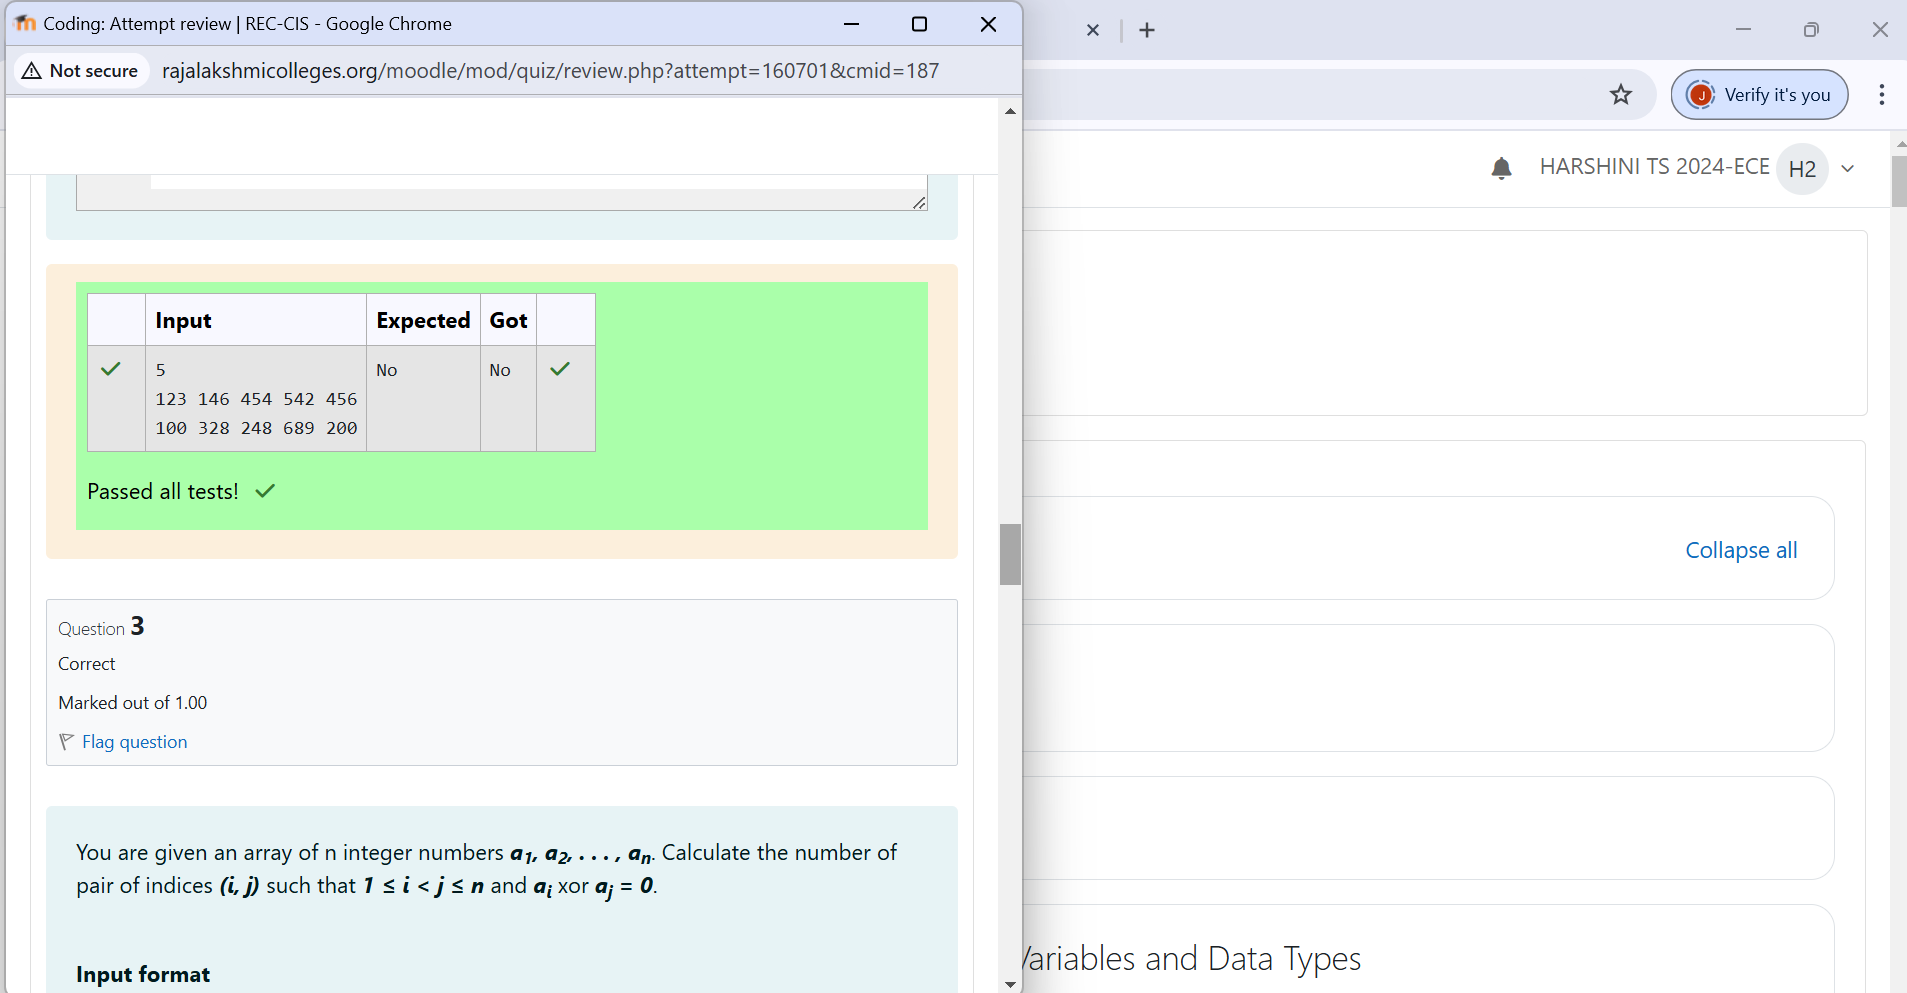 Coding: Attempt review | REC-CIS - Google Chrome
Not secure
rajalakshmicolleges.org/moodle/mod/quiz/review.php?attempt=160701&cmid=187
J
Verify it's you
HARSHINI TS 2024-ECE
H2
Input
Expected
Got
5
123 146 454 542 456
100 328 248 689 200
No
No
Passed all tests!
Question 3
Correct
Marked out of 1.00
Flag question
You are given an array of n integer numbers a1, a2, . . . , an. Calculate the number of
pair of indices (i, j) such that 1 ≤ i < j ≤ n and ai xor aj = 0.
Input format
Collapse all
Variables and Data Types